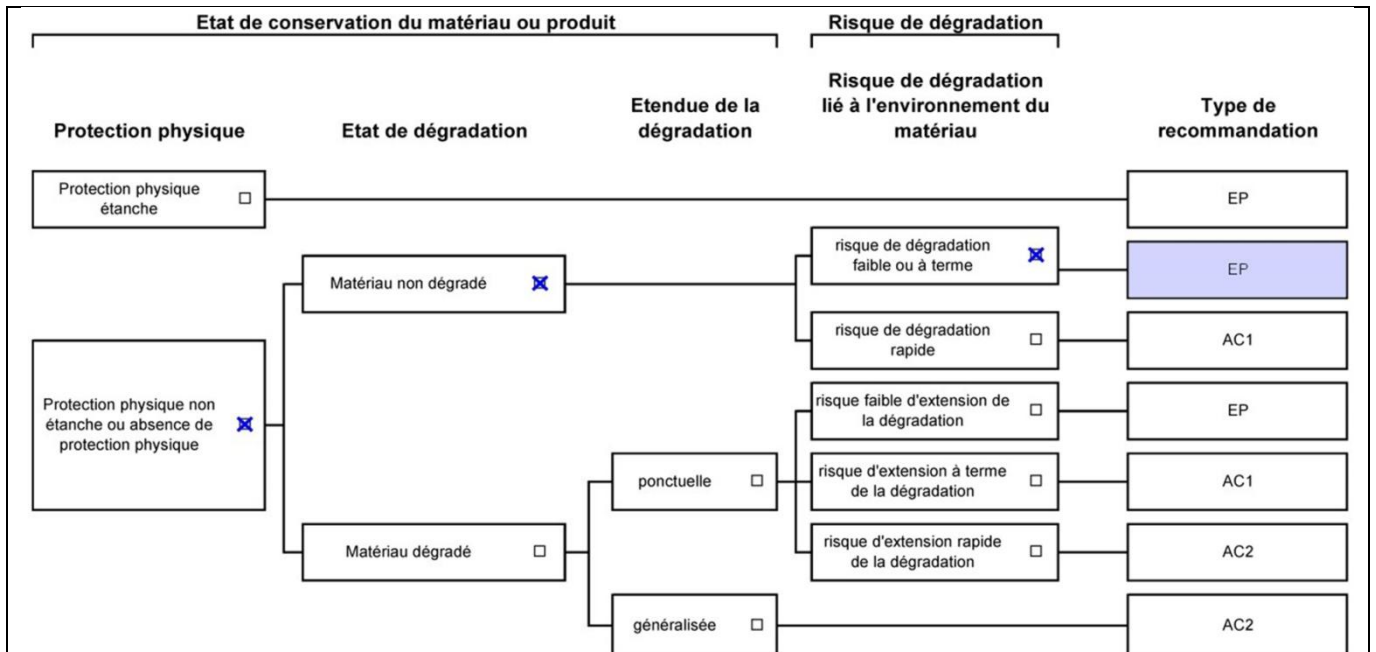 Etat de conservation du matériau ou produit
Risque de dégradation
Protection physique
Etat de dégradation
Etendue de la
dégradation
Risque de dégradation
lié à l'environnement du
matériau
Type de
recommandation
Protection physique
étanche
EP
Protection physique non
étanche ou absence de
protection physique
Matériau non dégradé
risque de dégradation
faible ou à terme
EP
risque de dégradation
rapide
AC1
Matériau dégradé
ponctuelle
risque faible d'extension de
la dégradation
EP
risque d'extension à terme
de la dégradation
AC1
risque d'extension rapide
de la dégradation
AC2
généralisée
AC2